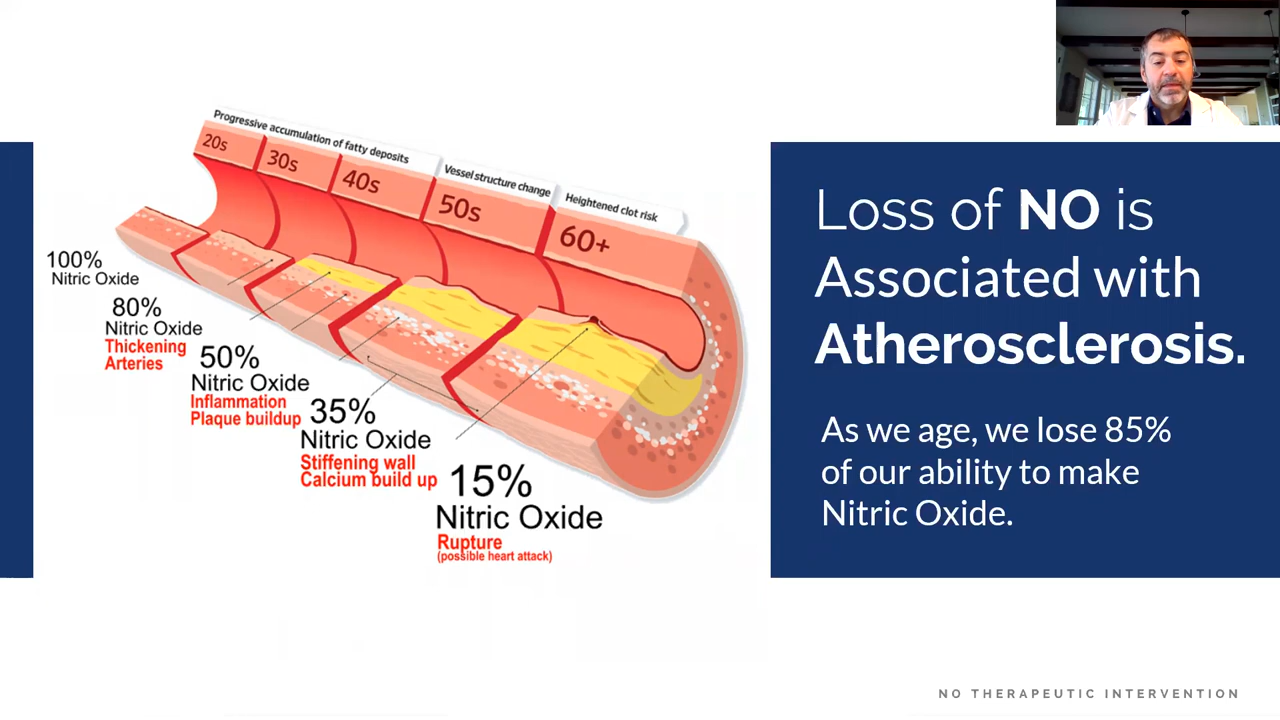 Progressive accumulation of fatty deposits
Vessel structure change
Heightened clot risk
20s
30s
40s
50s
60+
100%
Nitric Oxide
80%
Nitric Oxide
Thickening
Arteries
50%
Nitric Oxide
Inflammation
Plaque buildup
35%
Nitric Oxide
Stiffening wall
Calcium build up
15%
Nitric Oxide
Rupture
(possible heart attack)
Loss of NO is
Associated with
Atherosclerosis.
As we age, we lose 85%
of our ability to make
Nitric Oxide.
NO THERAPEUTIC INTERVENTION